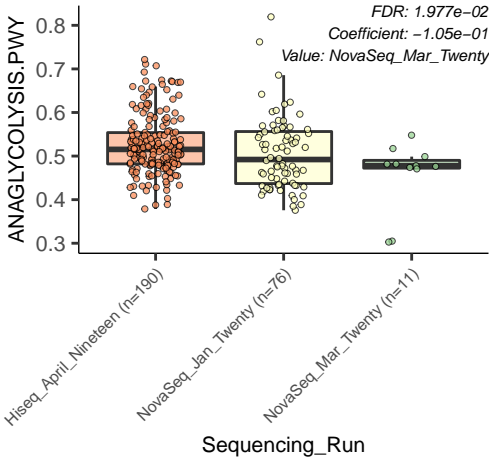 FDR: 1.977e−02
Coefficient: −1.05e−01
Value: NovaSeq_Mar_Twenty
ANAGLYCOLYSIS.PWY
0.8
0.7
0.6
0.5
0.4
0.3
Hiseq_April_Nineteen (n=190)
NovaSeq_Jan_Twenty (n=76)
NovaSeq_Mar_Twenty (n=11)
Sequencing_Run